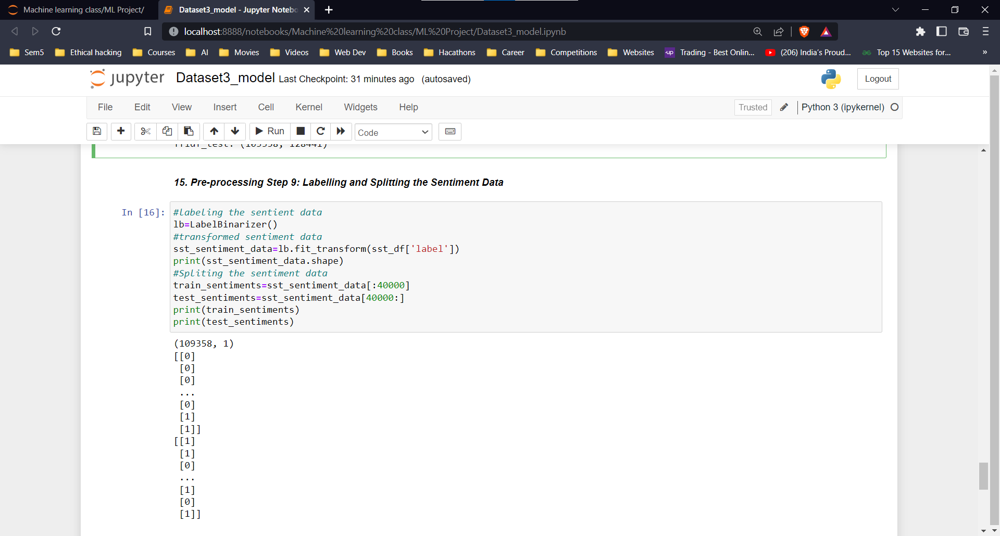 Machine learning class/ML Project/
Dataset3_model - Jupyter Notebo
localhost:8888/notebooks/Machine%20learning%20class/ML%20Project/Dataset3_model.ipynb
Sem5 Ethical hacking Courses AI Movies Videos Web Dev Books Hacathons Career Competitions Websites up Trading - Best Onlin... (206) India's Proud... Top 15 Websites for... »
jupyter Dataset3_model Last Checkpoint: 31 minutes ago (autosaved)
Logout
File Edit View Insert Cell Kernel Widgets Help
Trusted Python 3 (ipykernel)
Run Code
15. Pre-processing Step 9: Labelling and Splitting the Sentiment Data
In [16]:
#labeling the sentient data
lb=LabelBinarizer()
#transformed sentiment data
sst_sentiment_data=lb.fit_transform(sst_df['label'])
print(sst_sentiment_data.shape)
#Spliting the sentiment data
train_sentiments=sst_sentiment_data[:40000]
test_sentiments=sst_sentiment_data[40000:]
print(train_sentiments)
print(test_sentiments)
(109358, 1)
[[0]
[0]
[0]
...
[0]
[1]
[1]]
[[1]
[1]
[0]
...
[1]
[0]
[1]]